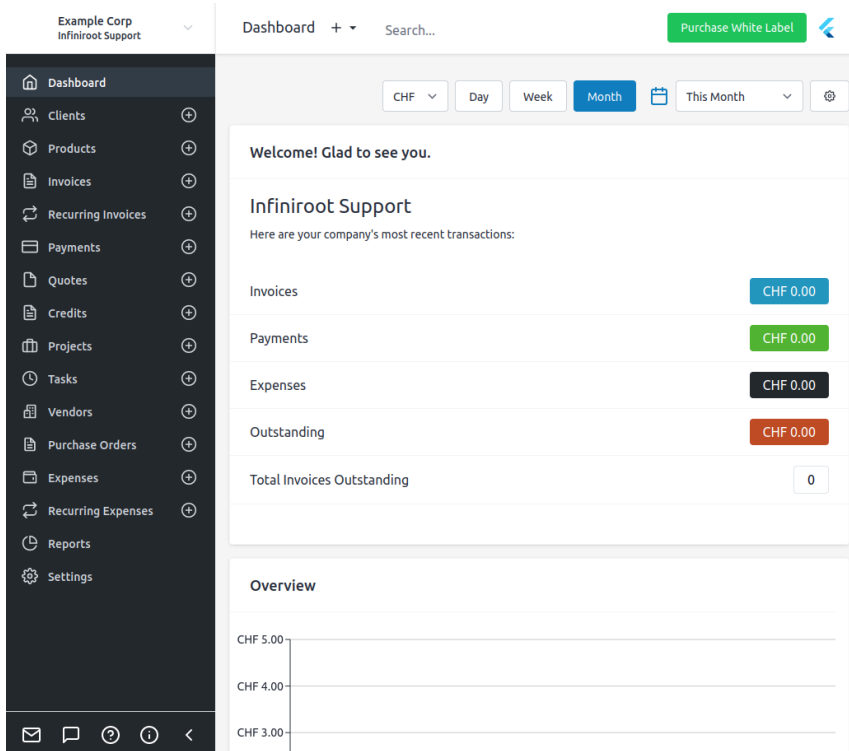 Example Corp
Infiniroot Support
Dashboard
Search...
Purchase White Label
Dashboard
Clients
Products
Invoices
Recurring Invoices
Payments
Quotes
Credits
Projects
Tasks
Vendors
Purchase Orders
Expenses
Recurring Expenses
Reports
Settings
CHF
Day
Week
Month
This Month
Welcome! Glad to see you.
Infiniroot Support
Here are your company's most recent transactions:
Invoices CHF 0.00
Payments CHF 0.00
Expenses CHF 0.00
Outstanding CHF 0.00
Total Invoices Outstanding 0
Overview
CHF 5.00
CHF 4.00
CHF 3.00